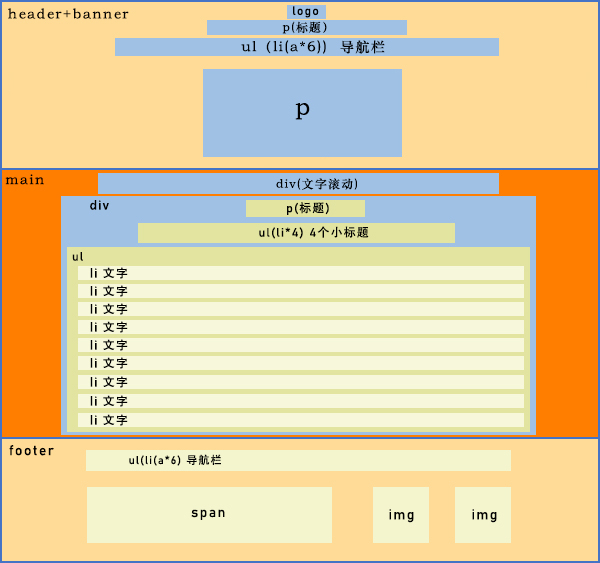 header+banner
logo
p(标题)
ul (li(a*6)) 导航栏
p
main
div(文字滚动)
div
p(标题)
ul(li*4) 4个小标题
ul
li 文字
li 文字
li 文字
li 文字
li 文字
li 文字
li 文字
li 文字
li 文字
footer
ul(li(a*6) 导航栏
span
img
img